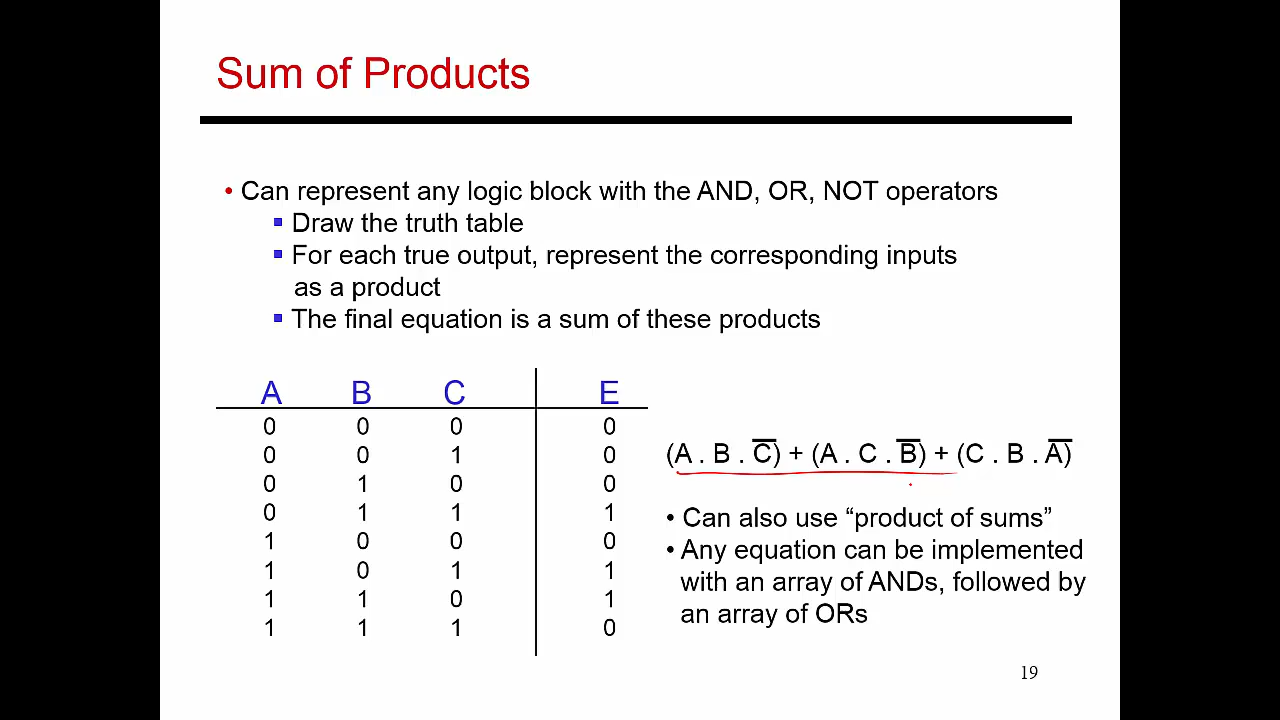 Sum of Products
• Can represent any logic block with the AND, OR, NOT operators
▪ Draw the truth table
▪ For each true output, represent the corresponding inputs
as a product
▪ The final equation is a sum of these products
A B C E
0 0 0 0
0 0 1 0
0 1 0 0
0 1 1 1
1 0 0 0
1 0 1 1
1 1 0 1
1 1 1 0
(A . B . C̅) + (A . C . B̅) + (C . B . A̅)
• Can also use “product of sums”
• Any equation can be implemented
with an array of ANDs, followed by
an array of ORs
19